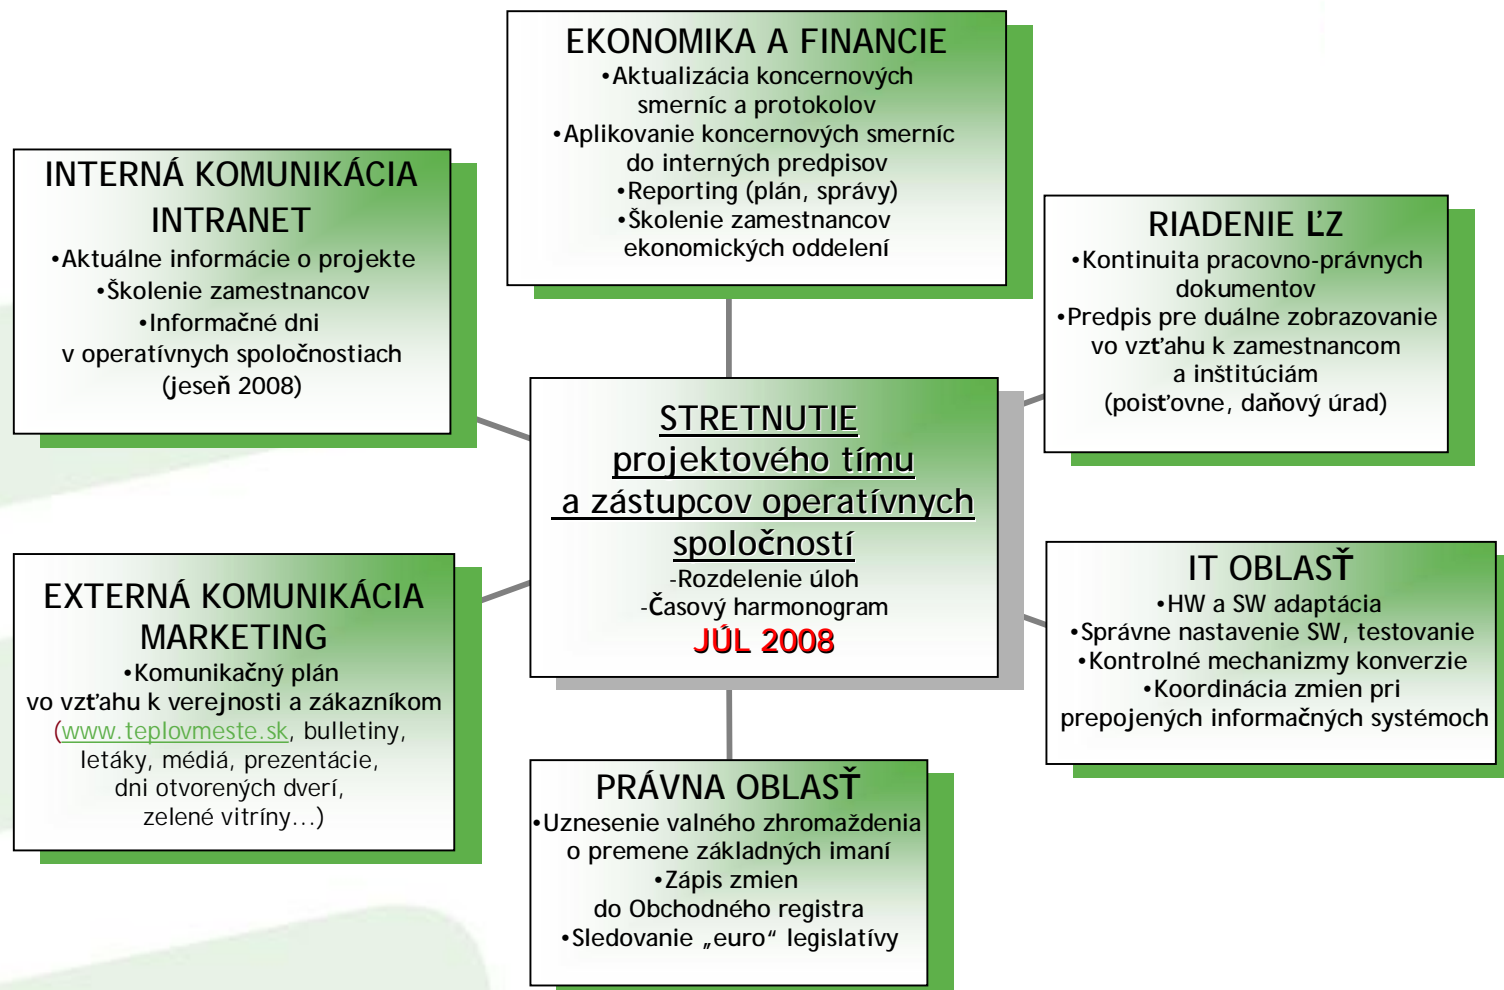 EKONOMIKA A FINANCIE
•Aktualizácia koncernových
smerníc a protokolov
•Aplikovanie koncernových smerníc
do interných predpisov
•Reporting (plán, správy)
•Školenie zamestnancov
ekonomických oddelení
INTERNÁ KOMUNIKÁCIA
INTRANET
•Aktuálne informácie o projekte
•Školenie zamestnancov
•Informačné dni
v operatívnych spoločnostiach
(jeseň 2008)
RIADENIE ĽZ
•Kontinuita pracovno-právnych
dokumentov
•Predpis pre duálne zobrazovanie
vo vzťahu k zamestnancom
a inštitúciám
(poisťovne, daňový úrad)
STRETNUTIE
projektového tímu
a zástupcov operatívnych
spoločností
-Rozdelenie úloh
-Časový harmonogram
JÚL 2008
EXTERNÁ KOMUNIKÁCIA
MARKETING
•Komunikačný plán
vo vzťahu k verejnosti a zákazníkom
(www.teplovmeste.sk, bulletiny,
letáky, médiá, prezentácie,
dni otvorených dverí,
zelené vitríny...)
IT OBLASŤ
•HW a SW adaptácia
•Správne nastavenie SW, testovanie
•Kontrolné mechanizmy konverzie
•Koordinácia zmien pri
prepojených informačných systémoch
PRÁVNA OBLASŤ
•Uznesenie valného zhromaždenia
o premene základných imaní
•Zápis zmien
do Obchodného registra
•Sledovanie „euro“ legislatívy